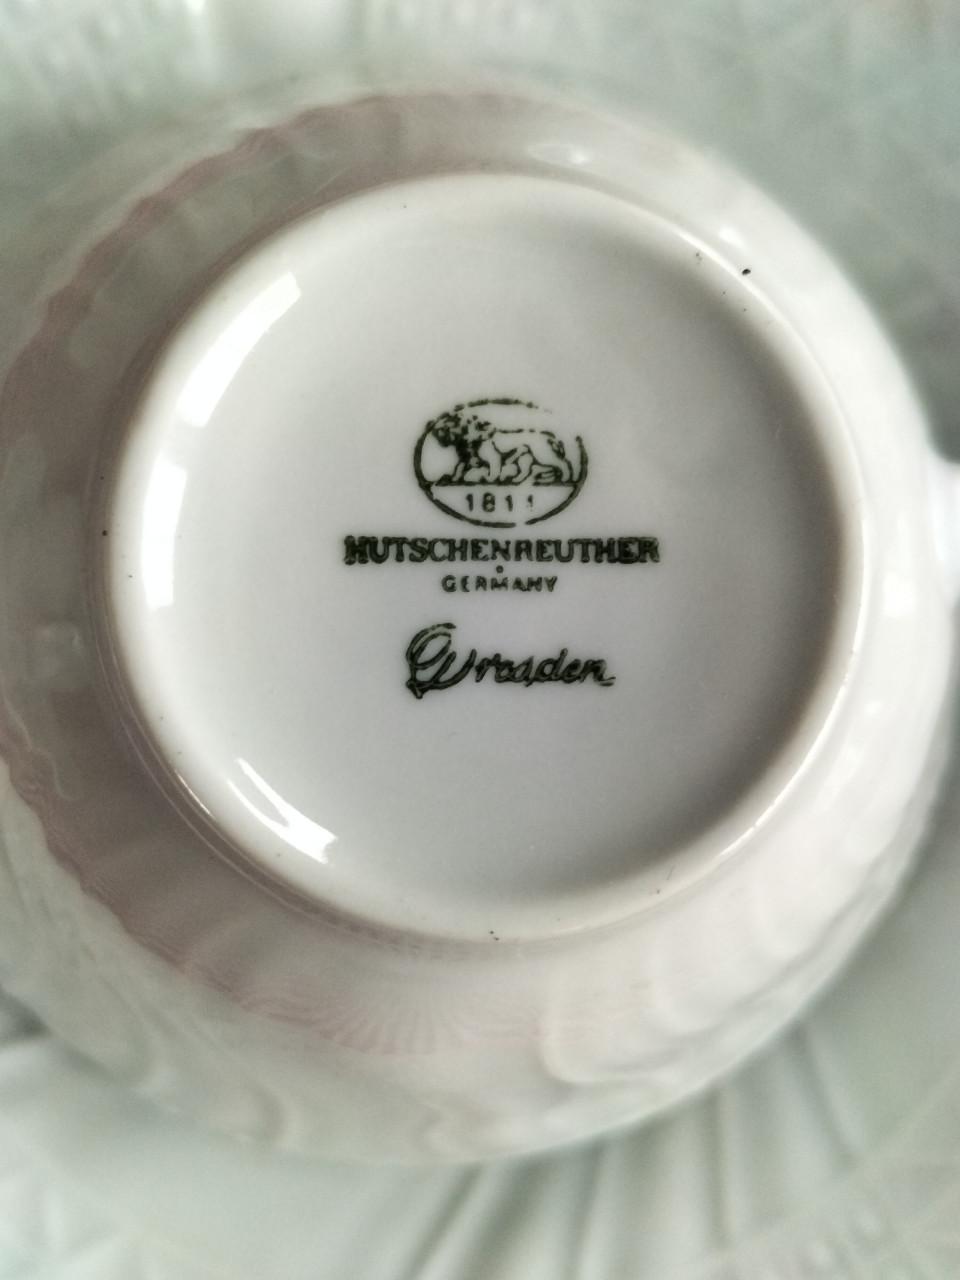 1814
HUTSCHENREUTHER
GERMANY
Dresden